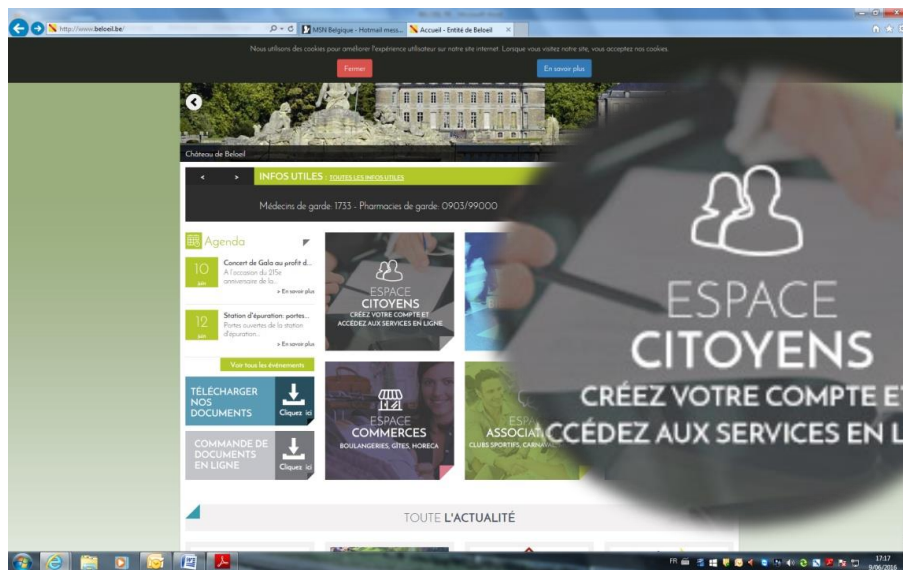 http://www.beloeil.be/
MSN Belgique - Hotmail mess...
Accueil - Entité de Beloeil
Nous utilisons des cookies pour améliorer l'expérience utilisateur sur notre site internet. Lorsque vous visitez notre site, vous acceptez nos cookies.
Fermer
En savoir plus
Château de Beloeil
INFOS UTILES : TOUTES LES INFOS UTILES
Médecins de garde: 1733 - Pharmacies de garde: 0903/99000
Agenda
10
juin
Concert de Gala au profit d...
A l'occasion du 215e
anniversaire de la...
» En savoir plus
12
juin
Station d'épuration: portes...
Portes ouvertes de la station
d'épuration...
» En savoir plus
Voir tous les événements
TÉLÉCHARGER
NOS
DOCUMENTS
Cliquez ici
COMMANDE DE
DOCUMENTS
EN LIGNE
Cliquez ici
ESPACE
CITOYENS
CRÉEZ VOTRE COMPTE ET
ACCÉDEZ AUX SERVICES EN LIGNE
ESPACE
COMMERCES
BOULANGERIES, GÎTES, HORECA
ESPA
ASSOCIAT
CLUBS SPORTIFS, CARNAVAL
ESPACE
CITOYENS
CRÉEZ VOTRE COMPTE ET
CCÉDEZ AUX SERVICES EN L
TOUTE L'ACTUALITÉ
FR
17:17
9/06/2016